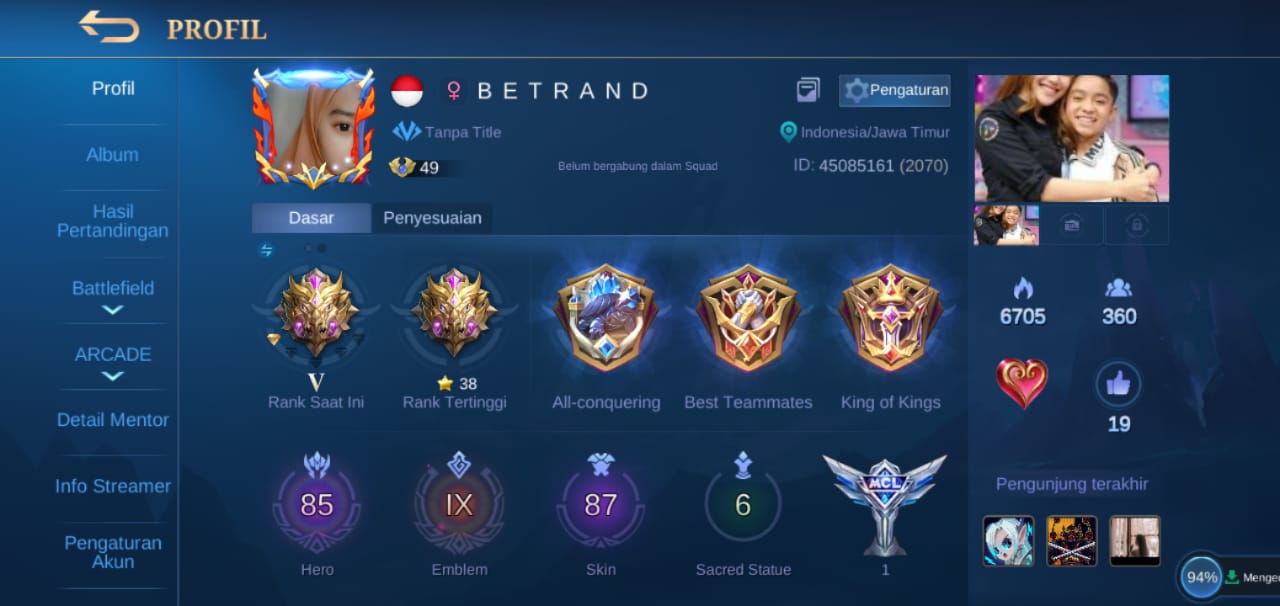 PROFIL
Profil
Album
Hasil
Pertandingan
Battlefield
ARCADE
Detail Mentor
Info Streamer
Pengaturan
Akun
B E T R A N D
Pengaturan
Tanpa Title
Indonesia/Jawa Timur
49
Belum bergabung dalam Squad
ID: 45085161 (2070)
Dasar
Penyesuaian
V
38
Rank Saat Ini
Rank Tertinggi
All-conquering
Best Teammates
King of Kings
85
IX
87
6
MCL
Hero
Emblem
Skin
Sacred Statue
1
6705
360
19
Pengunjung terakhir
94%